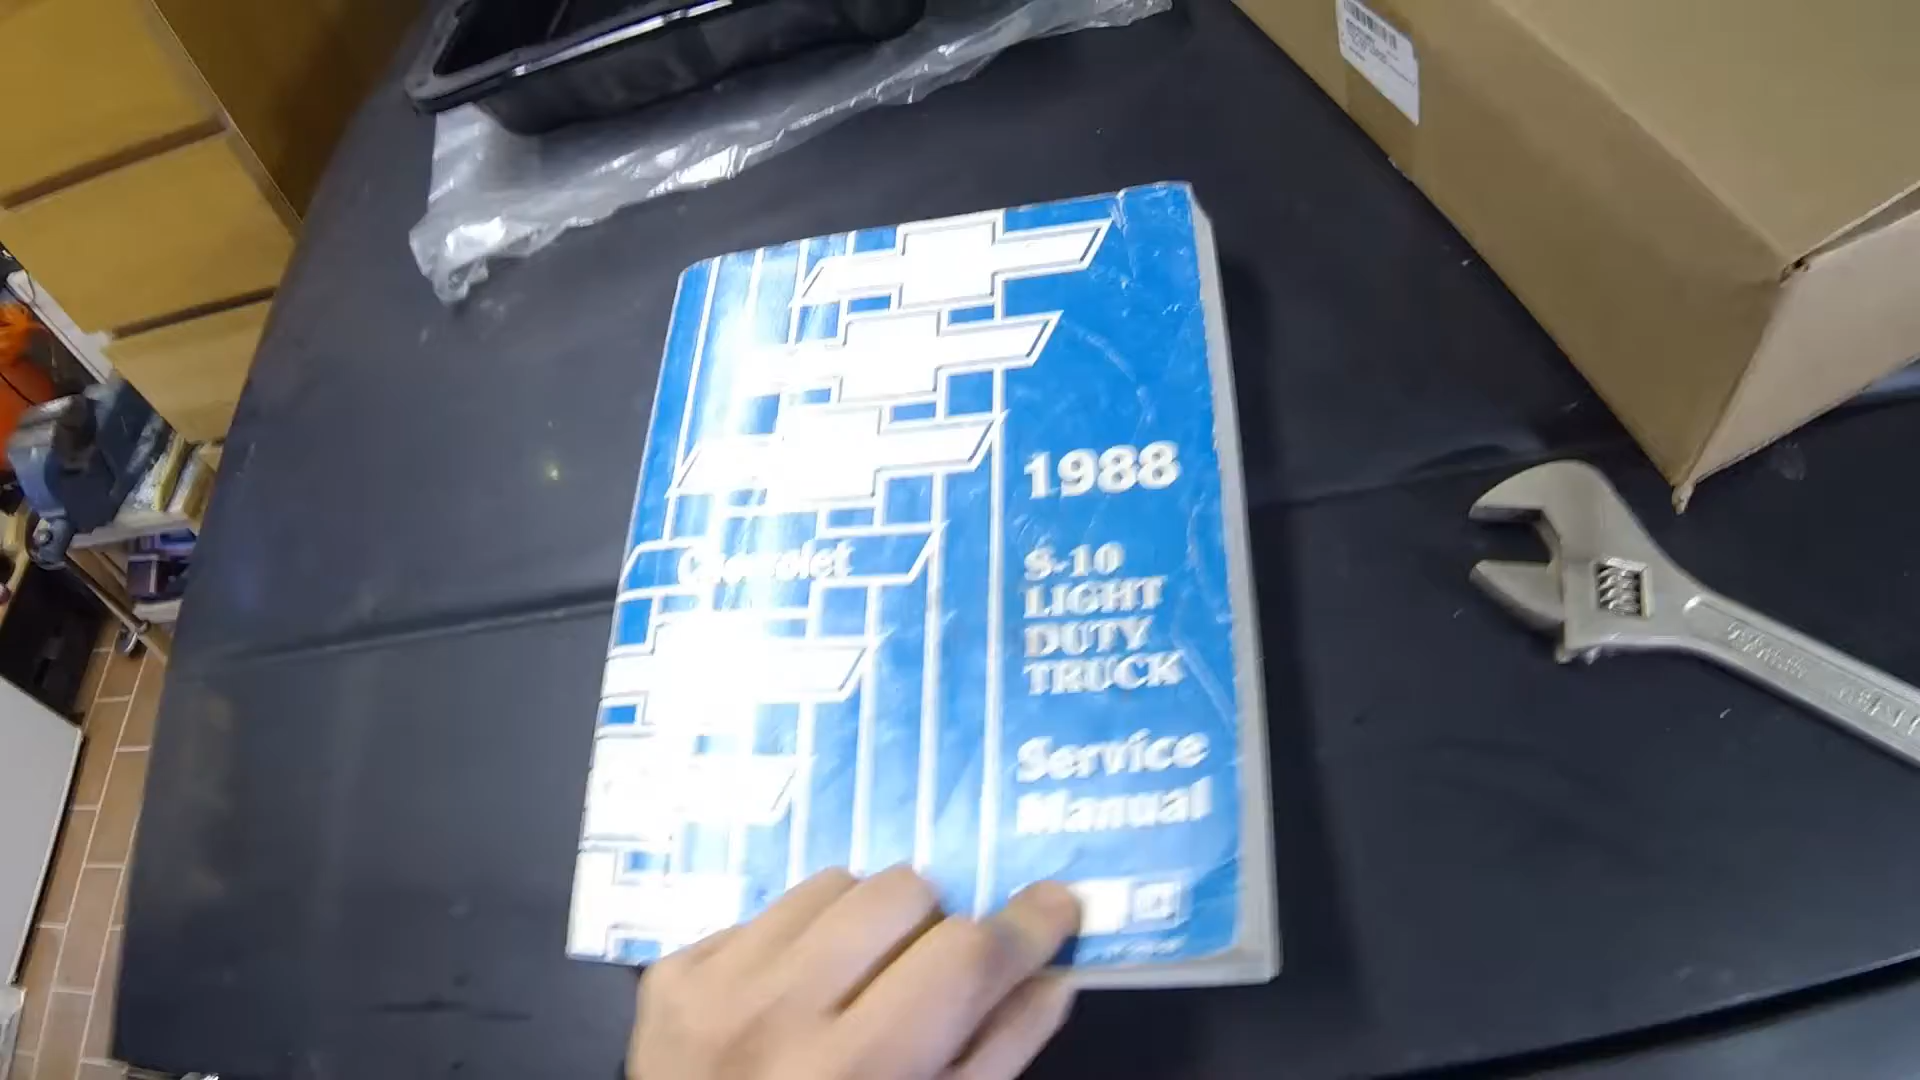 1988
Chevrolet
S-10
LIGHT
DUTY
TRUCK
Service
Manual